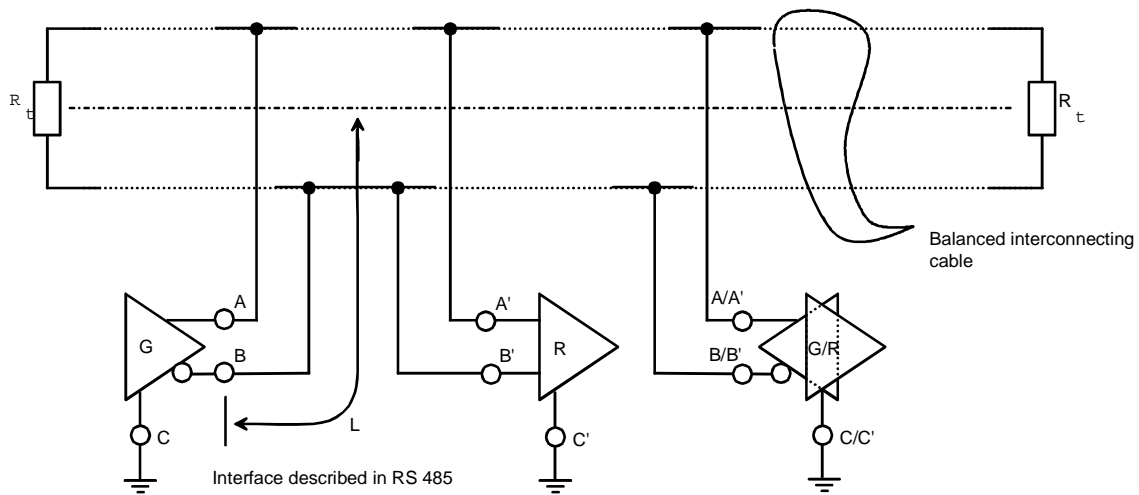 R
t
R
t
Balanced interconnecting
cable
A
A'
A/A'
G
B
B'
R
B/B'
G/R
C
L
C'
C/C'
Interface described in RS 485